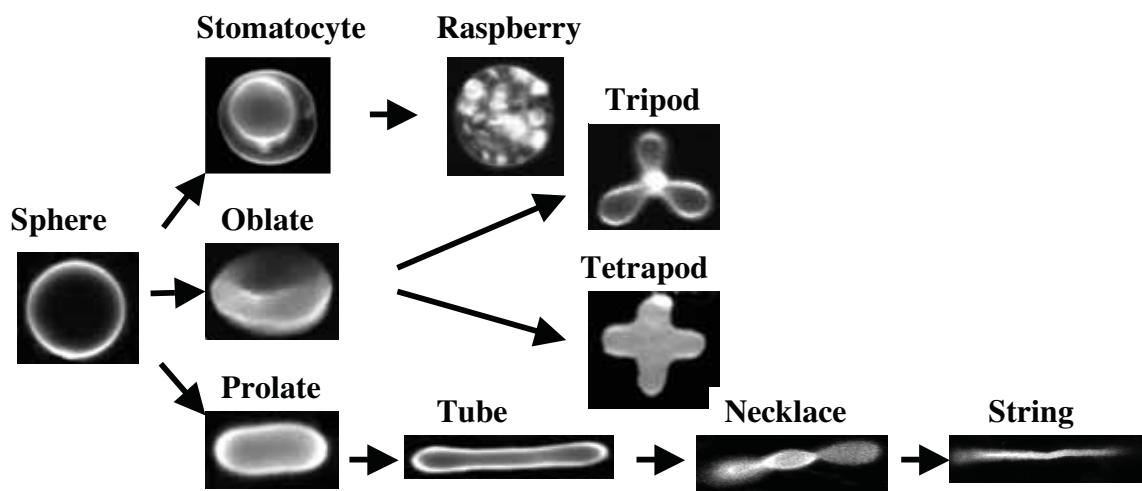 Stomatocyte
Raspberry
Tripod
Sphere
Oblate
Tetrapod
Prolate
Tube
Necklace
String